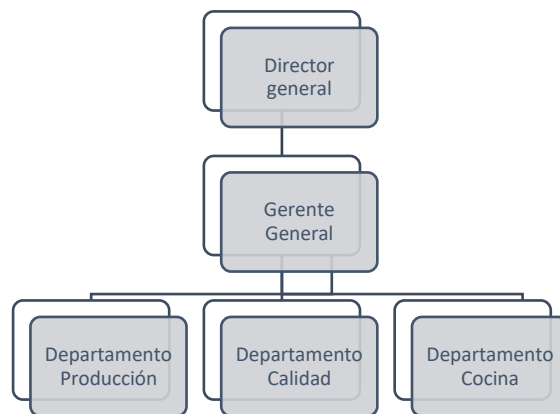 Director
general
Gerente
General
Departamento
Producción
Departamento
Calidad
Departamento
Cocina